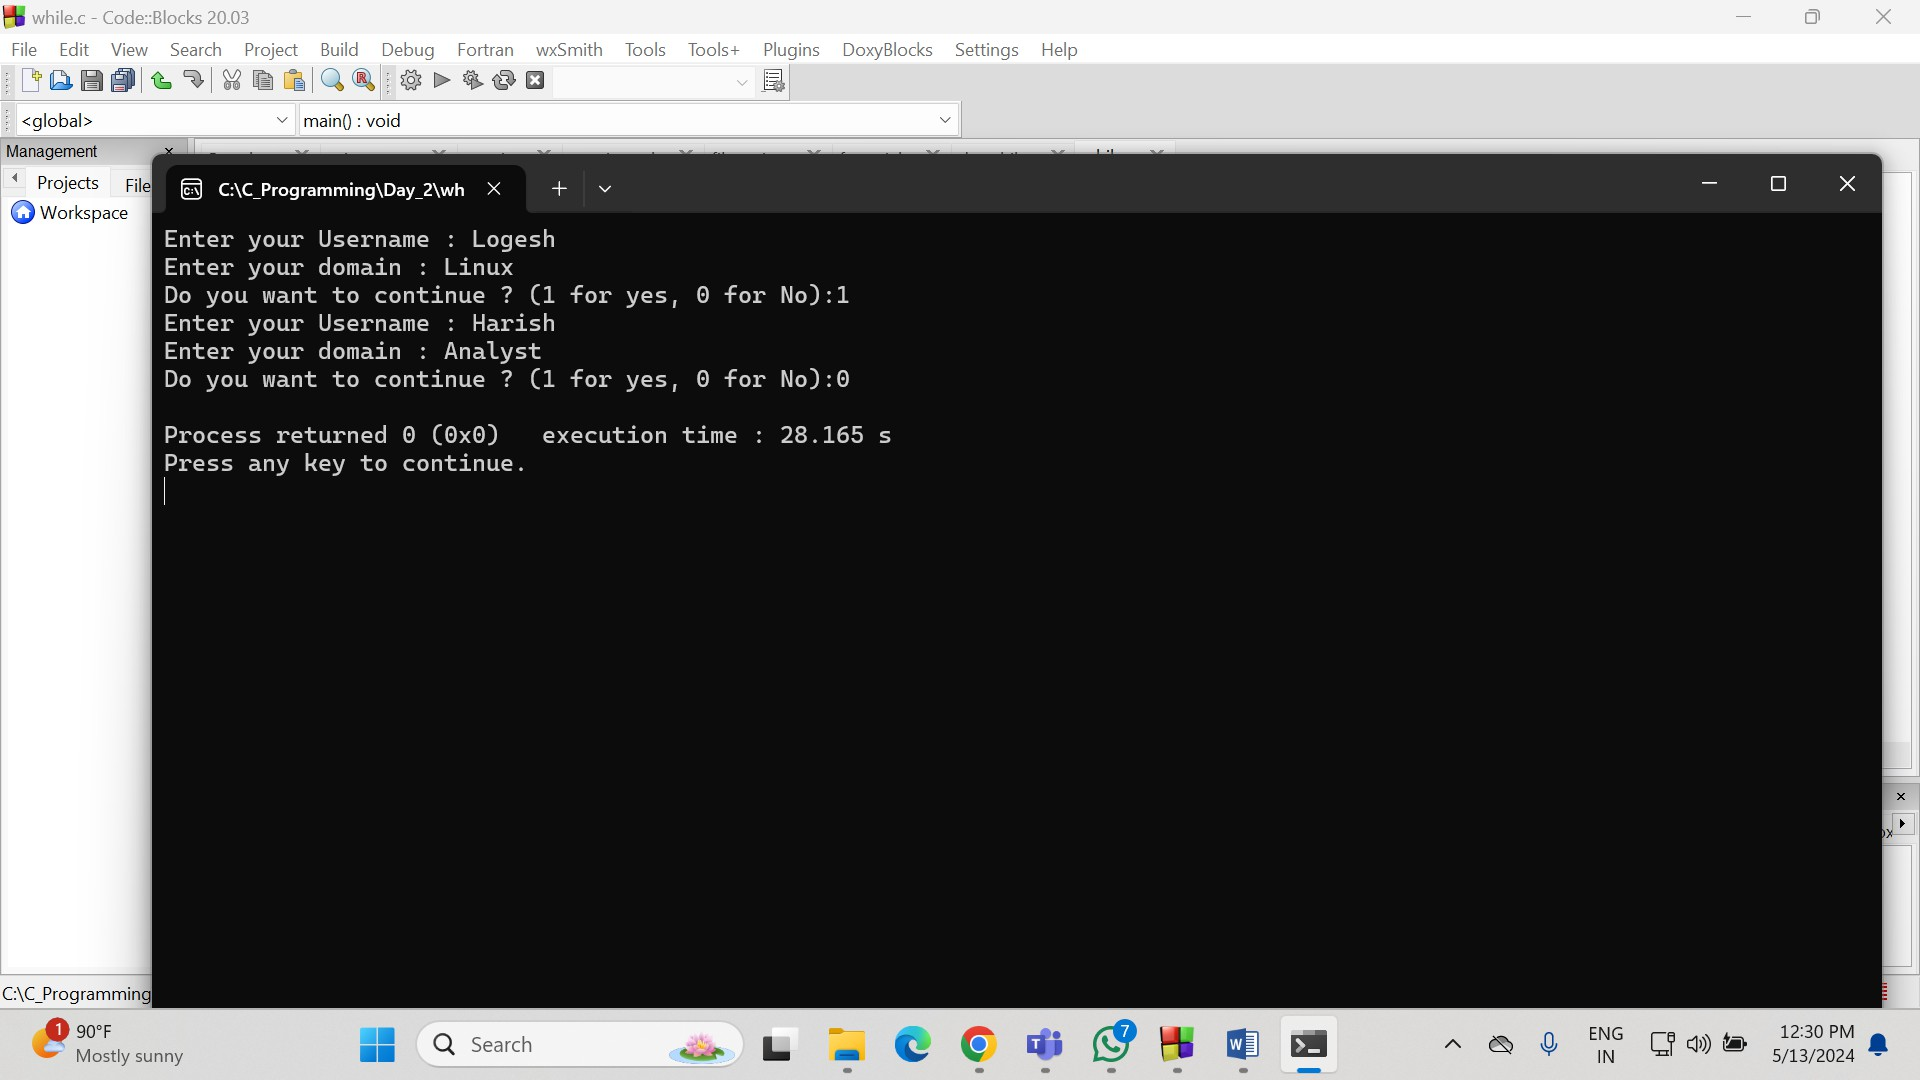 while.c - Code::Blocks 20.03
File Edit View Search Project Build Debug Fortran wxSmith Tools Tools+ Plugins DoxyBlocks Settings Help
<global> main() : void
Management
Projects File
Workspace
C:\C_Programming\Day_2\wh
Enter your Username : Logesh
Enter your domain : Linux
Do you want to continue ? (1 for yes, 0 for No):1
Enter your Username : Harish
Enter your domain : Analyst
Do you want to continue ? (1 for yes, 0 for No):0
Process returned 0 (0x0)   execution time : 28.165 s
Press any key to continue.
C:\C_Programming
1 90°F
Mostly sunny
Search
7
ENG
IN
12:30 PM
5/13/2024